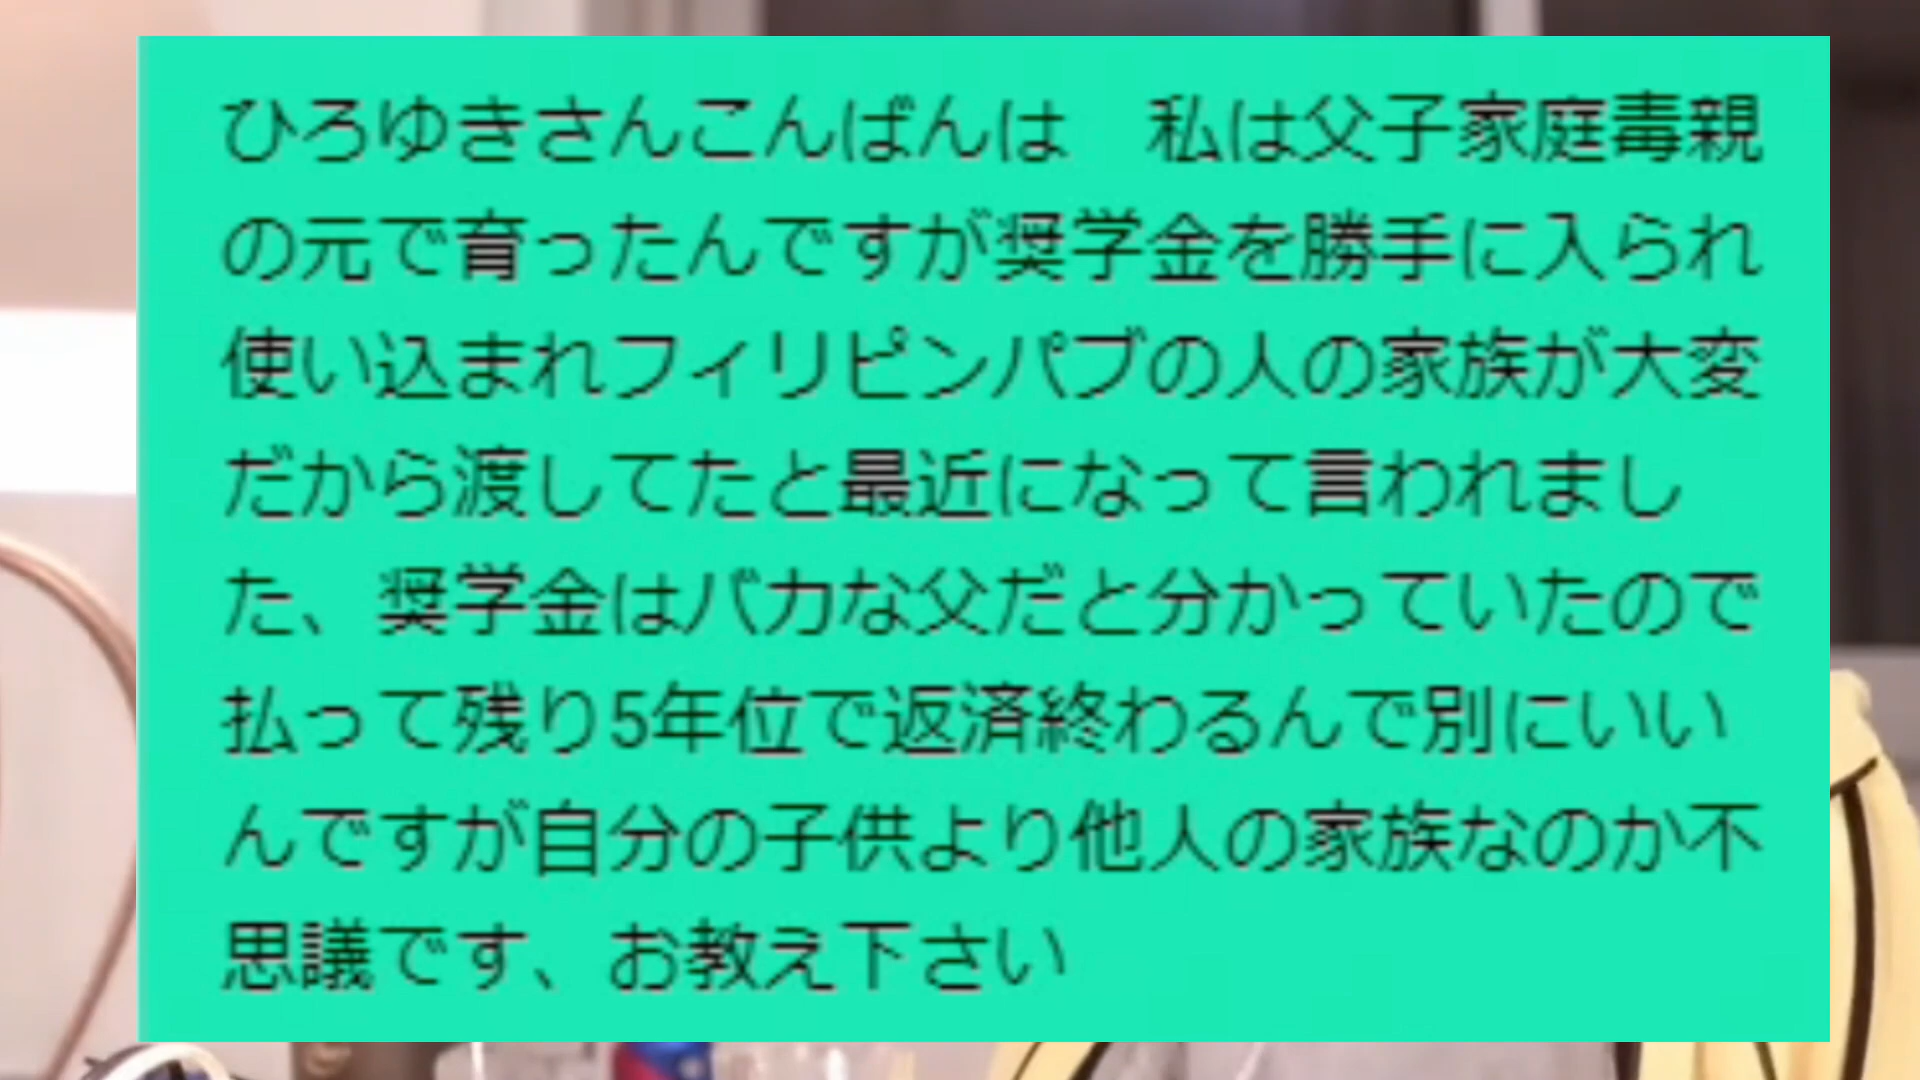 ひろゆきさんこんばんは　私は父子家庭毒親
の元で育ったんですが奨学金を勝手に入られ
使い込まれフィリピンパブの人の家族が大変
だから渡してたと最近になって言われまし
た、奨学金はバカな父だと分かっていたので
払って残り5年位で返済終わるんで別にいい
んですが自分の子供より他人の家族なのか不
思議です、お教え下さい